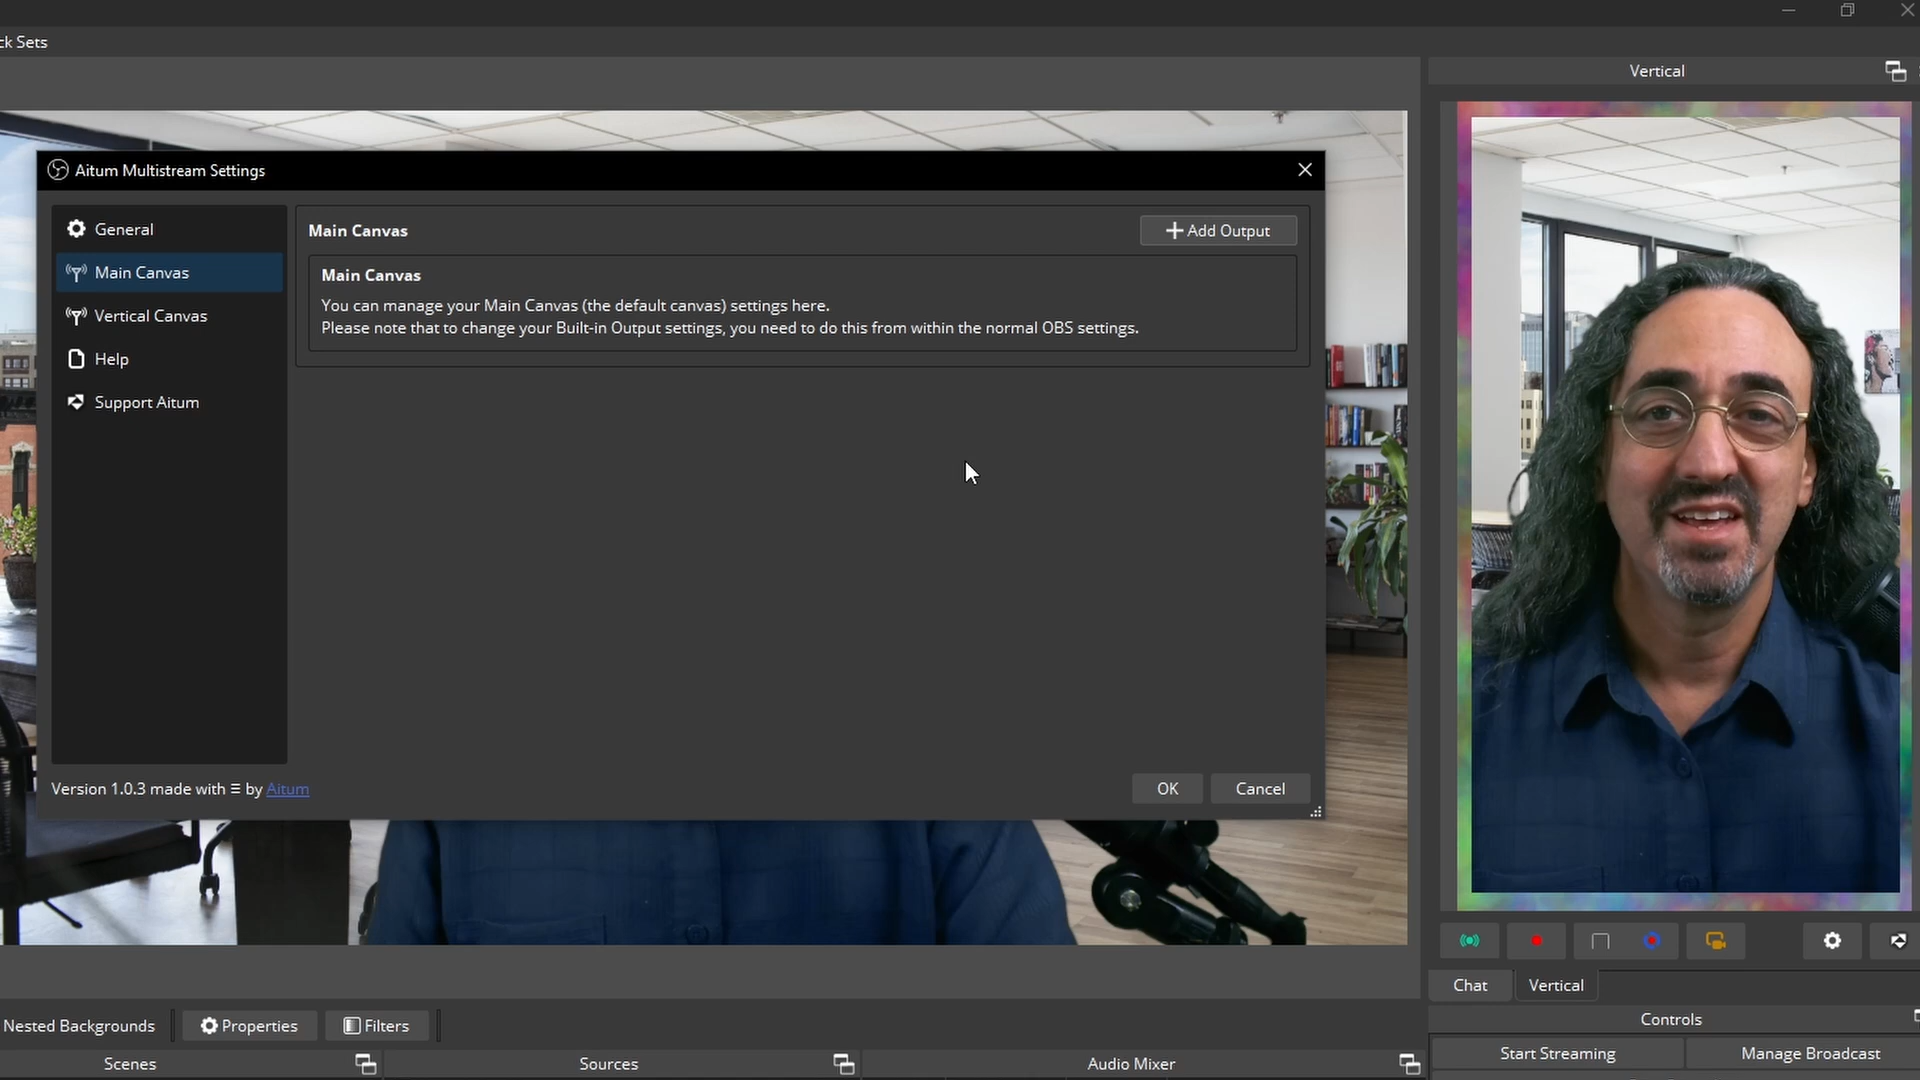 ck Sets
Vertical
Aitum Multistream Settings
General
Main Canvas
Vertical Canvas
Help
Support Aitum
Main Canvas
Add Output
Main Canvas
You can manage your Main Canvas (the default canvas) settings here.
Please note that to change your Built-in Output settings, you need to do this from within the normal OBS settings.
Version 1.0.3 made with by Aitum
OK
Cancel
Chat
Vertical
Nested Backgrounds
Properties
Filters
Controls
Scenes
Sources
Audio Mixer
Start Streaming
Manage Broadcast